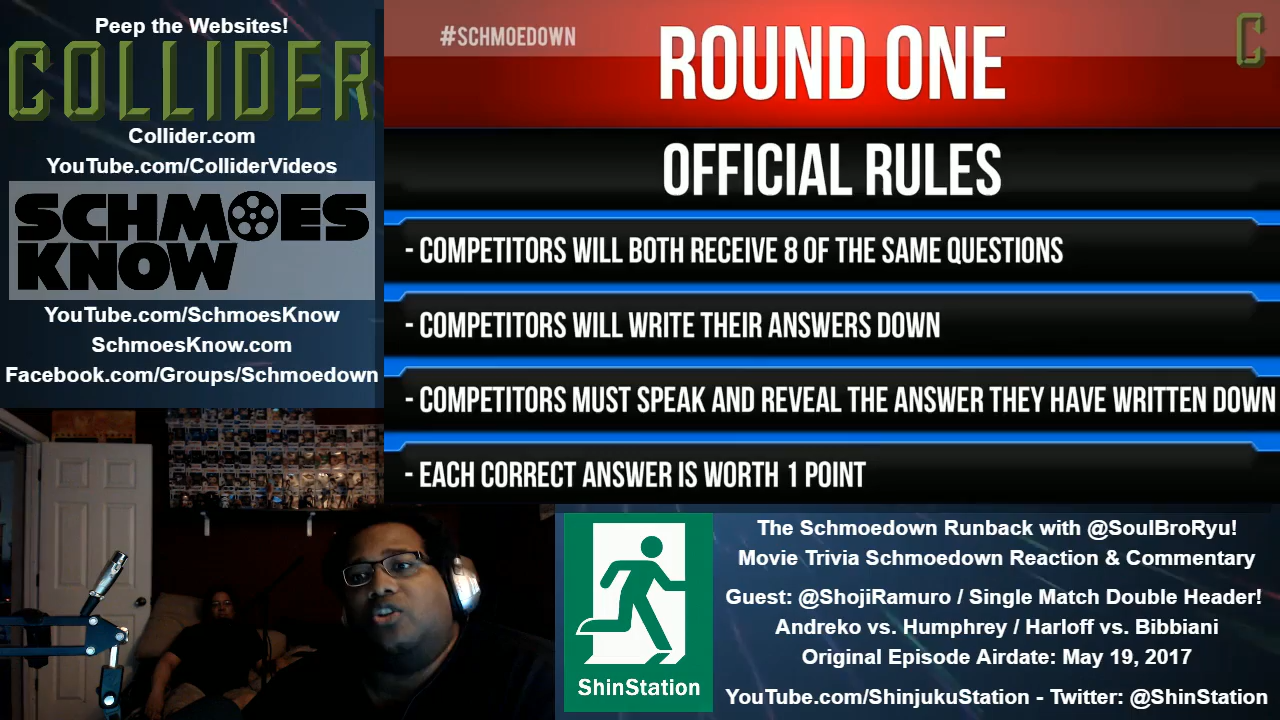 Peep the Websites!
COLLIDER
Collider.com
YouTube.com/ColliderVideos
SCHMOES
KNOW
YouTube.com/SchmoesKnow
SchmoesKnow.com
Facebook.com/Groups/Schmoedown
#SCHMOEDOWN
C
ROUND ONE
OFFICIAL RULES
- COMPETITORS WILL BOTH RECEIVE 8 OF THE SAME QUESTIONS
- COMPETITORS WILL WRITE THEIR ANSWERS DOWN
- COMPETITORS MUST SPEAK AND REVEAL THE ANSWER THEY HAVE WRITTEN DOWN
- EACH CORRECT ANSWER IS WORTH 1 POINT
ShinStation
The Schmoedown Runback with @SoulBroRyu!
Movie Trivia Schmoedown Reaction & Commentary
Guest: @ShojiRamuro / Single Match Double Header!
Andreko vs. Humphrey / Harloff vs. Bibbiani
Original Episode Airdate: May 19, 2017
YouTube.com/ShinjukuStation - Twitter: @ShinStation